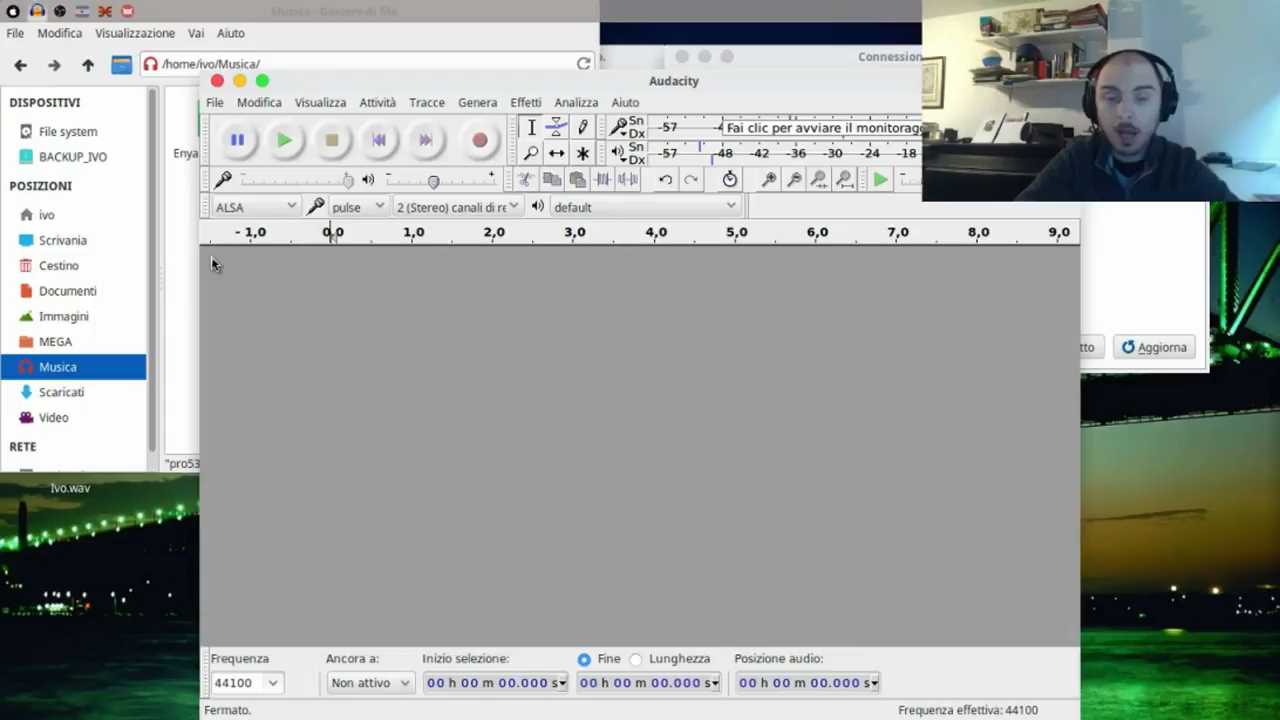 Musica - Gestore di file
File Modifica Visualizzazione Vai Aiuto
/home/ivo/Musica/
DISPOSITIVI
File system
BACKUP_IVO
POSIZIONI
ivo
Scrivania
Cestino
Documenti
Immagini
MEGA
Musica
Scaricati
Video
RETE
Enya
"pro53
Ivo.wav
Connession
Audacity
File Modifica Visualizza Attività Tracce Genera Effetti Analizza Aiuto
Sn
Dx
-57 -4 Fai clic per avviare il monitorag
Sn
Dx
-57 -48 -42 -36 -30 -24 -18
- + - +
ALSA pulse 2 (Stereo) canali di re default
- 1,0 0,0 1,0 2,0 3,0 4,0 5,0 6,0 7,0 8,0 9,0
tto Aggiorna
Frequenza Ancora a: Inizio selezione: Fine Lunghezza Posizione audio:
44100 Non attivo 00 h 00 m 00.000 s 00 h 00 m 00.000 s 00 h 00 m 00.000 s
Fermato. Frequenza effettiva: 44100